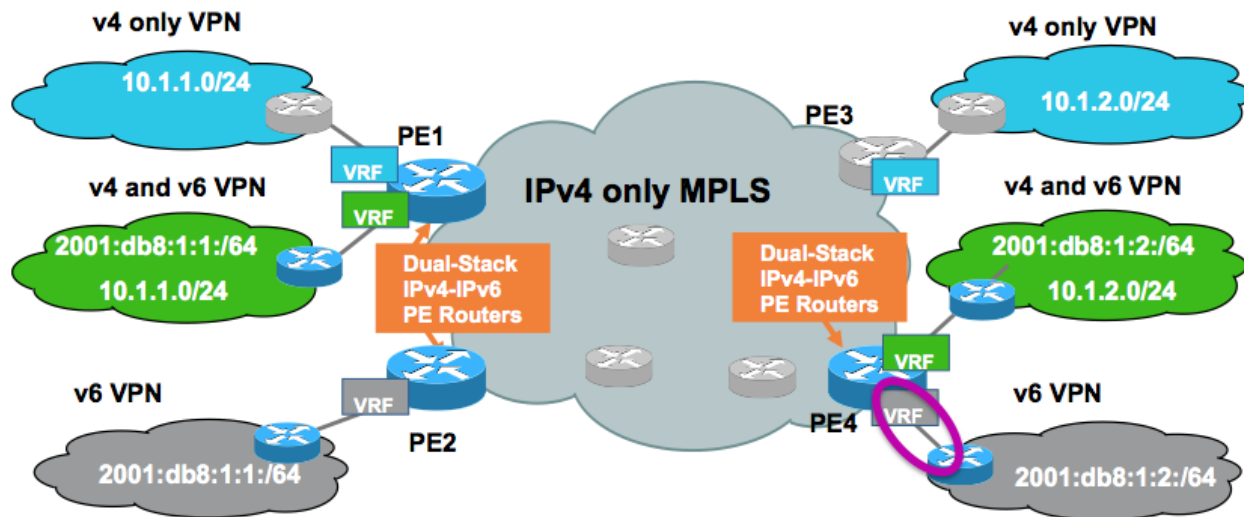 v4 only VPN
10.1.1.0/24
PE1
VRF
v4 and v6 VPN
VRF
2001:db8:1:1:/64
10.1.1.0/24
Dual-Stack
IPv4-IPv6
PE Routers
v6 VPN
VRF
PE2
2001:db8:1:1:/64
IPv4 only MPLS
v4 only VPN
10.1.2.0/24
PE3
VRF
v4 and v6 VPN
2001:db8:1:2:/64
10.1.2.0/24
Dual-Stack
IPv4-IPv6
PE Routers
VRF
v6 VPN
VRF
PE4
2001:db8:1:2:/64